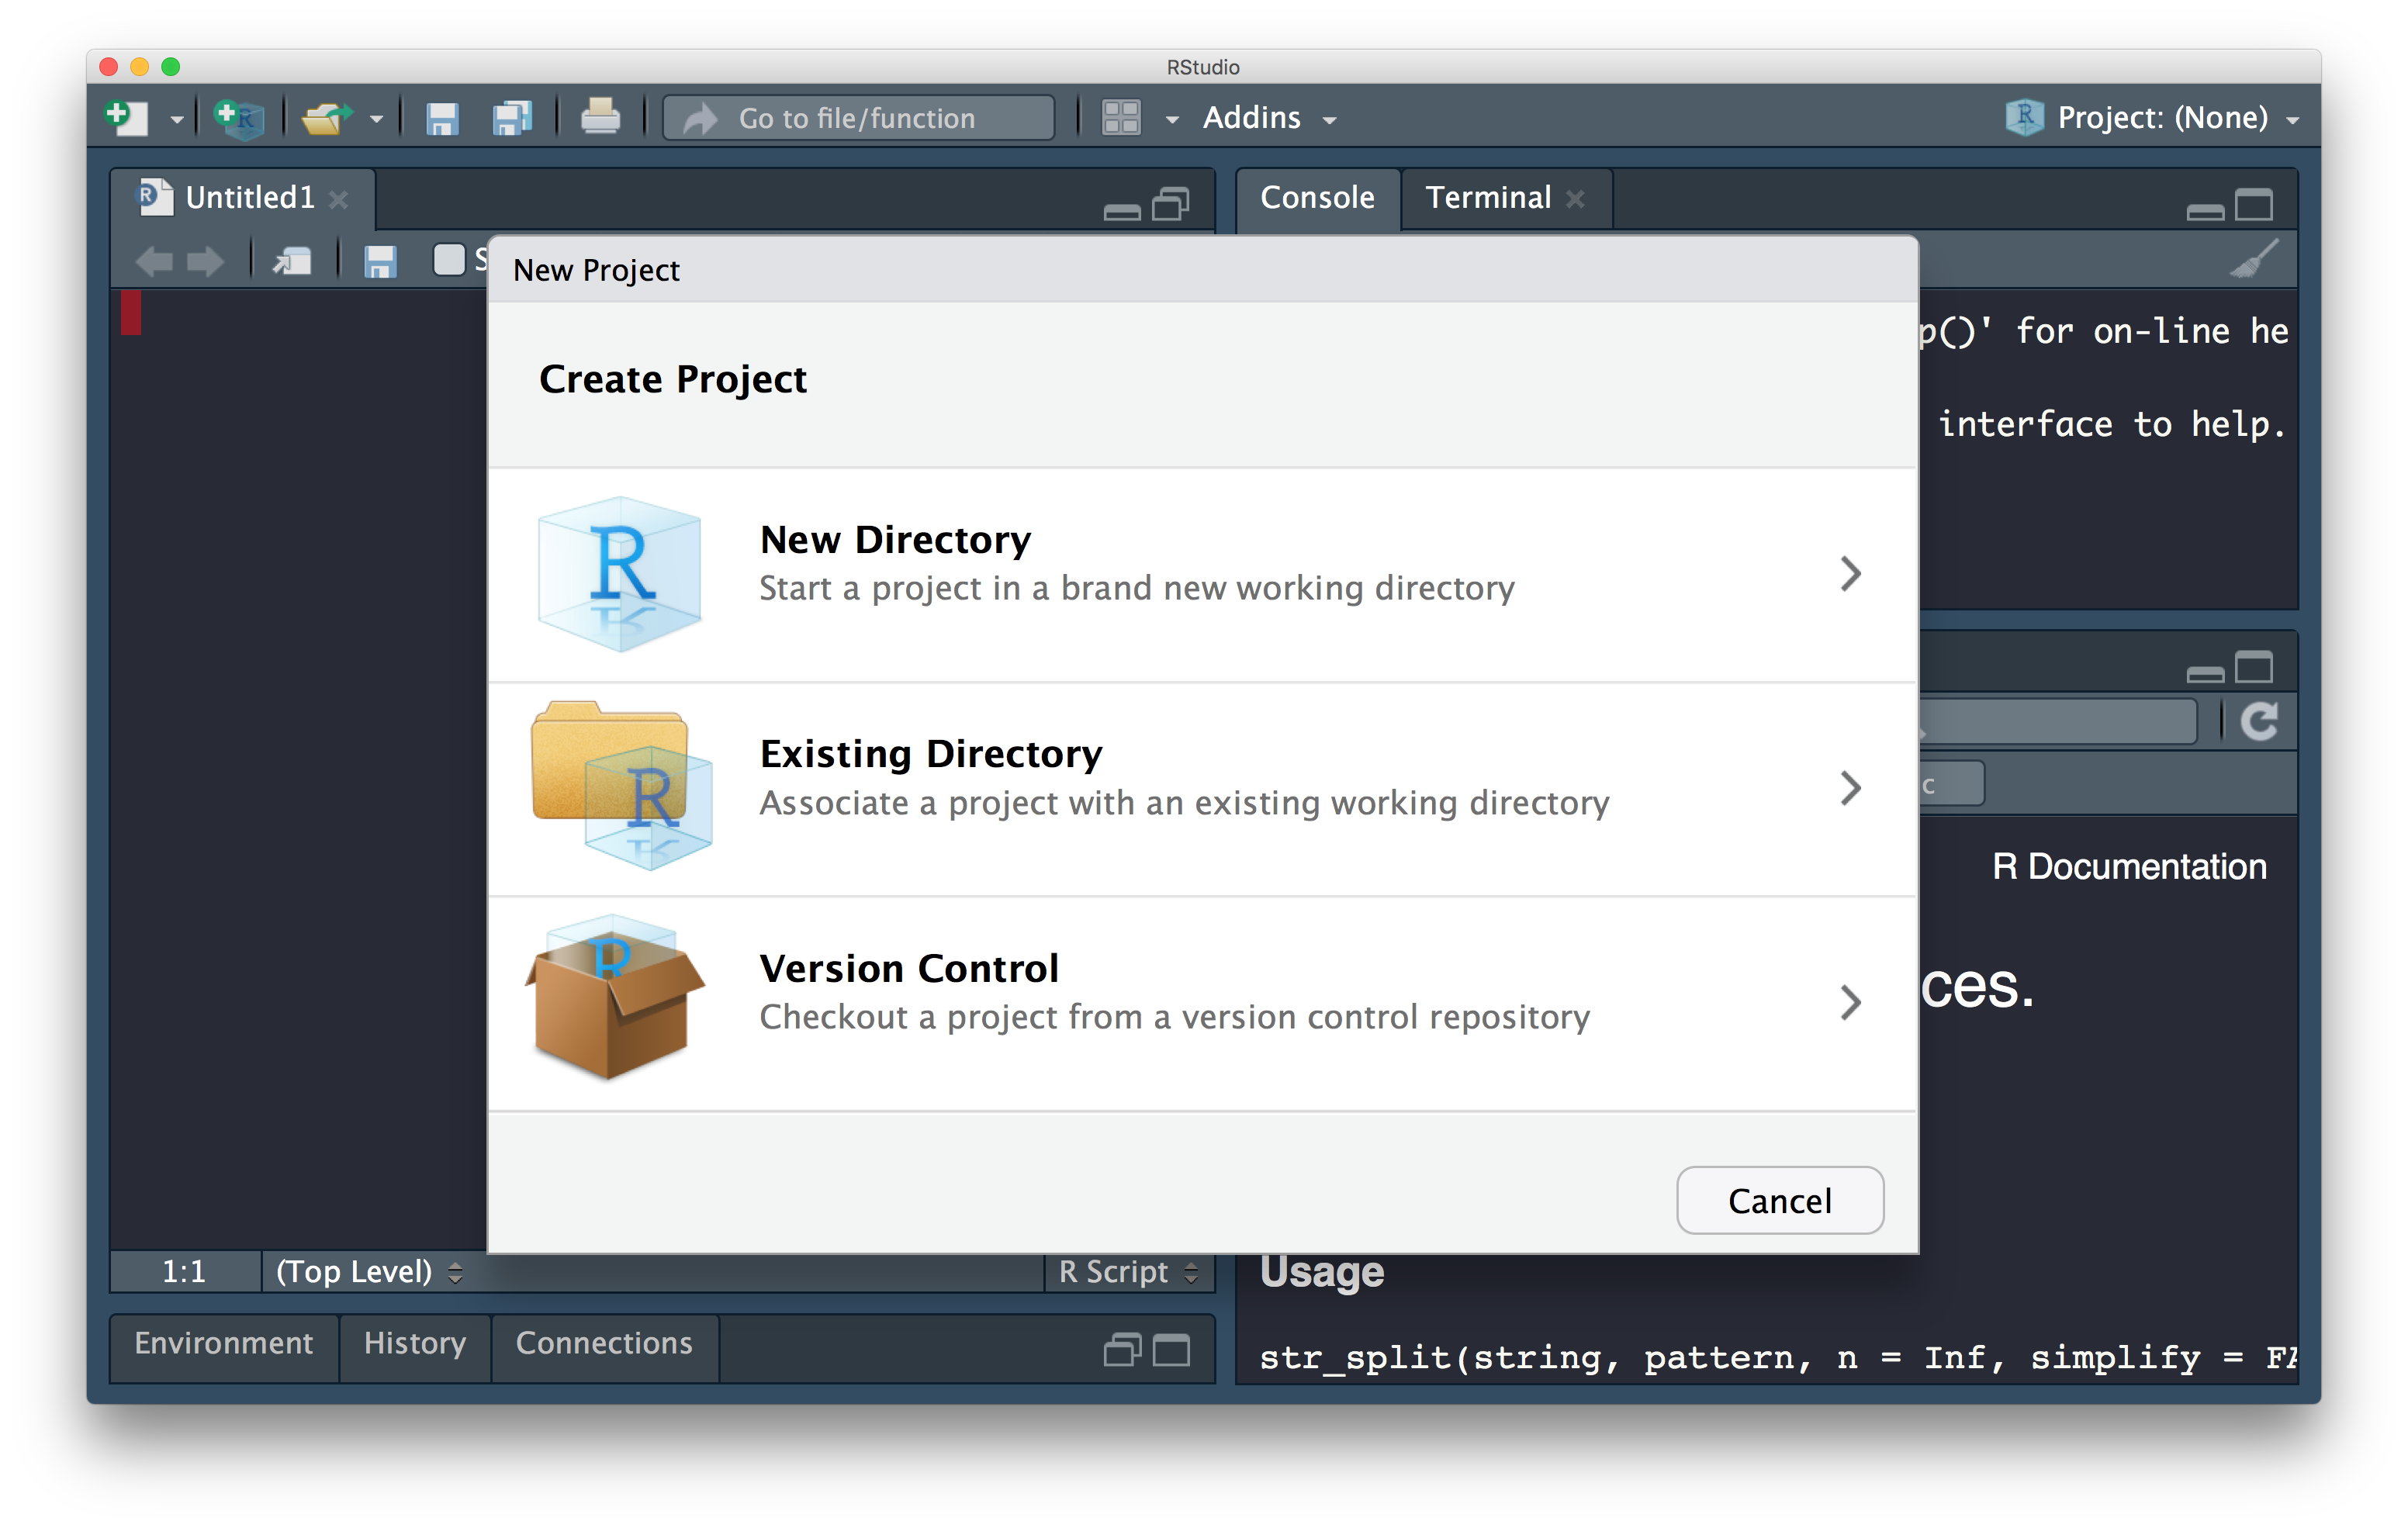 RStudio
Go to file/function
Addins
Project: (None)
Untitled1
Console
Terminal
New Project
Create Project
p()' for on-line he
interface to help.
New Directory
Start a project in a brand new working directory
Existing Directory
Associate a project with an existing working directory
Version Control
Checkout a project from a version control repository
Cancel
R Documentation
ces.
1:1
(Top Level)
R Script
Usage
Environment
History
Connections
str_split(string, pattern, n = Inf, simplify = FA